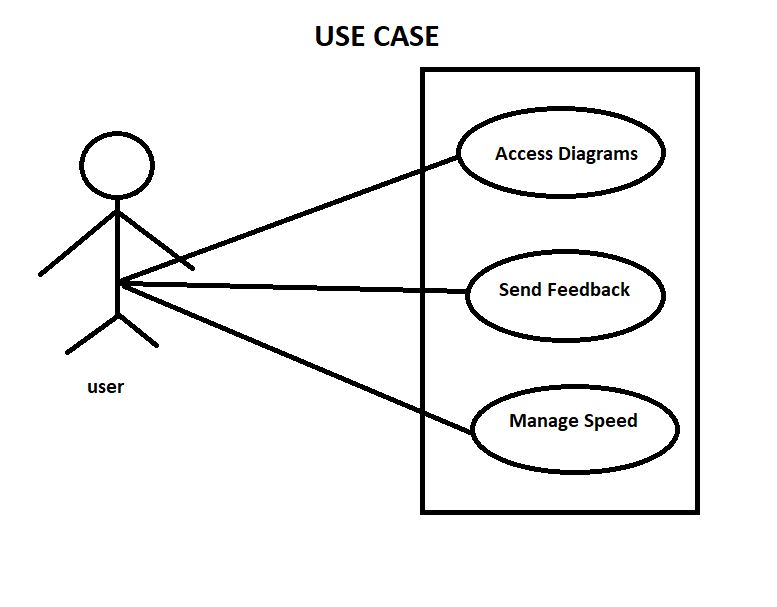 USE CASE
Access Diagrams
Send Feedback
user
Manage Speed